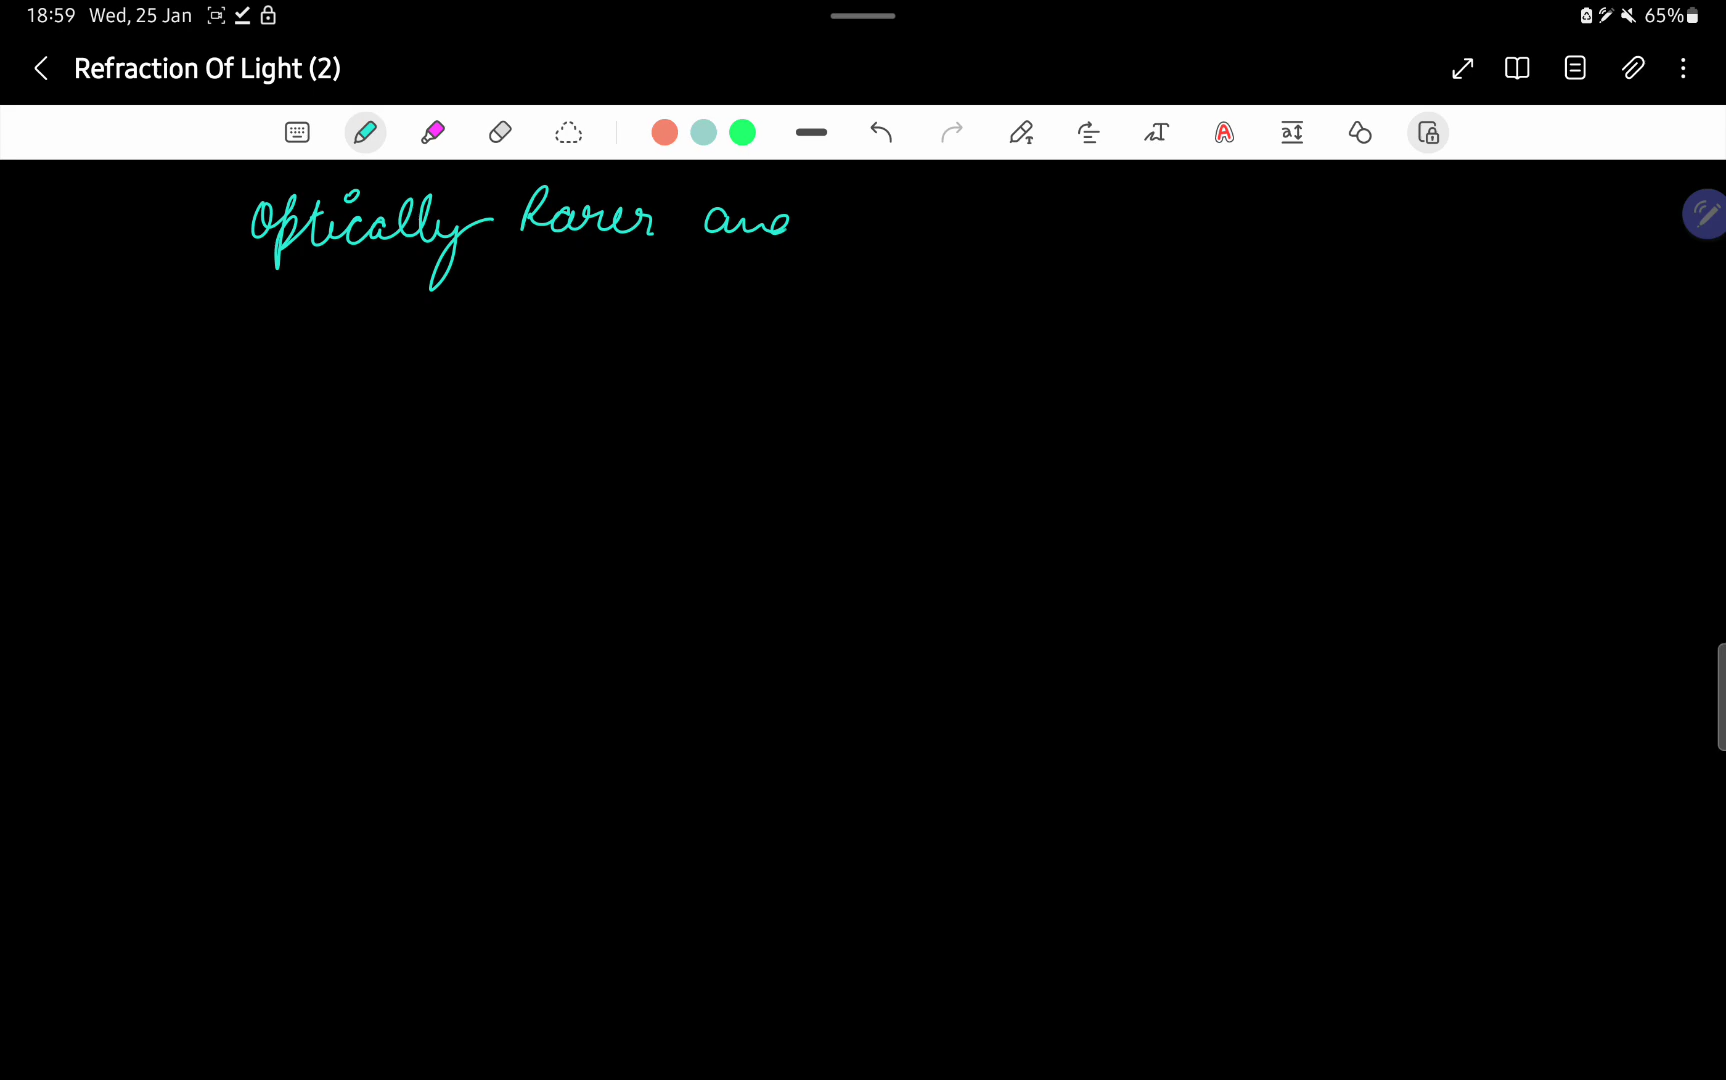 18:59 Wed, 25 Jan 65%
Refraction Of Light (2)
Optically Rarer and